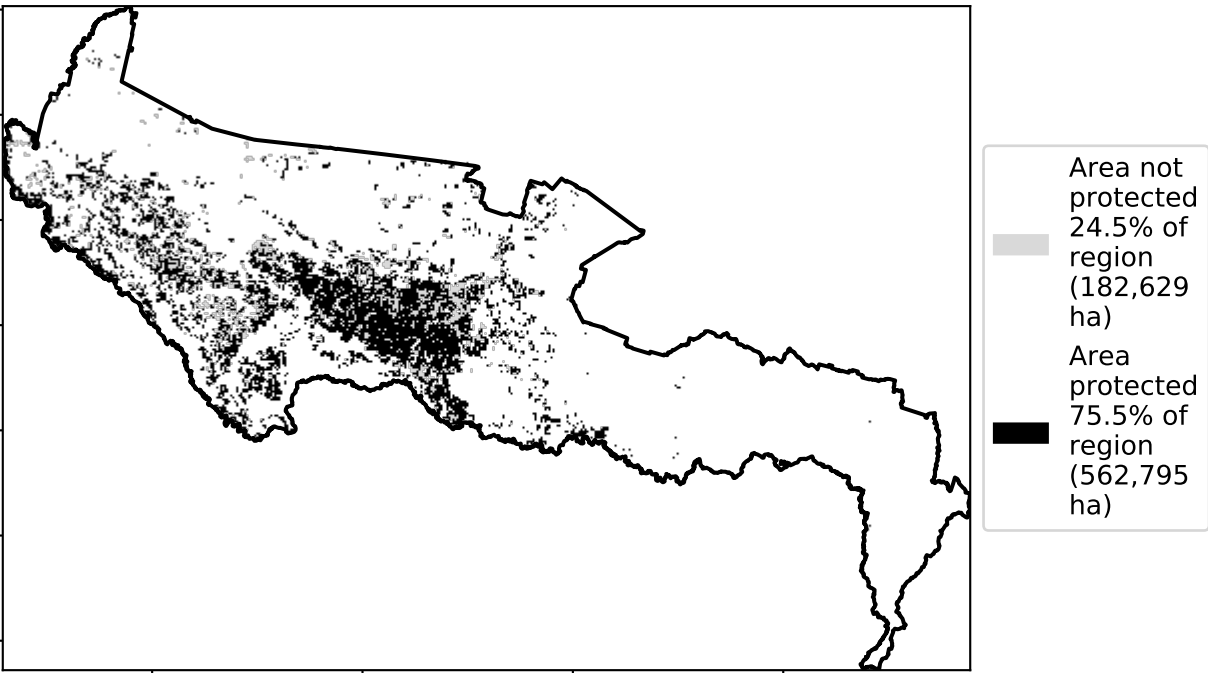 Area not
protected
24.5% of
region
(182,629
ha)
Area
protected
75.5% of
region
(562,795
ha)